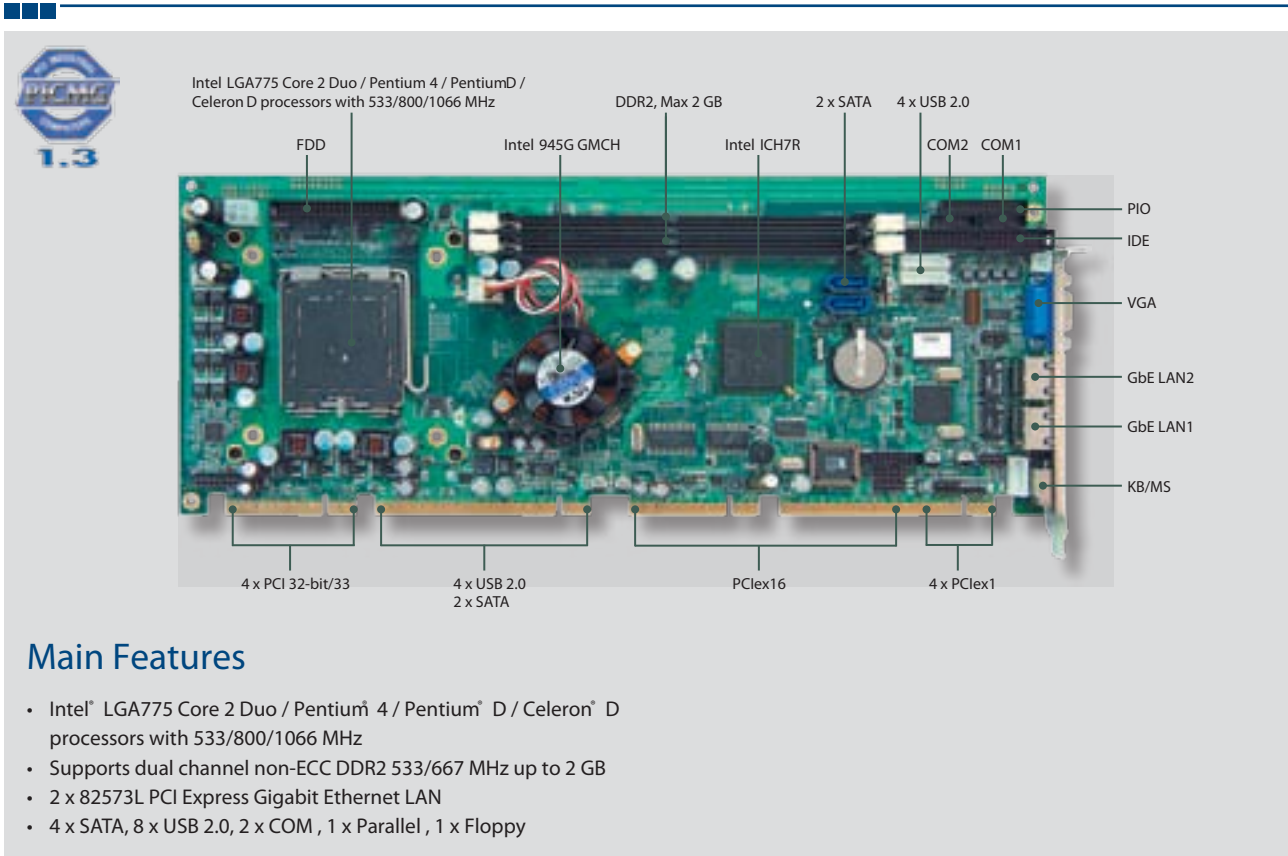 PICMG
1.3
Intel LGA775 Core 2 Duo / Pentium 4 / PentiumD /
Celeron D processors with 533/800/1066 MHz
DDR2, Max 2 GB
2 x SATA
4 x USB 2.0
FDD
Intel 945G GMCH
Intel ICH7R
COM2
COM1
PIO
IDE
VGA
GbE LAN2
GbE LAN1
KB/MS
4 x PCI 32-bit/33
4 x USB 2.0
2 x SATA
PCIex16
4 x PCIex1
Main Features
• Intel® LGA775 Core 2 Duo / Pentium® 4 / Pentium® D / Celeron® D
processors with 533/800/1066 MHz
• Supports dual channel non-ECC DDR2 533/667 MHz up to 2 GB
• 2 x 82573L PCI Express Gigabit Ethernet LAN
• 4 x SATA, 8 x USB 2.0, 2 x COM , 1 x Parallel , 1 x Floppy